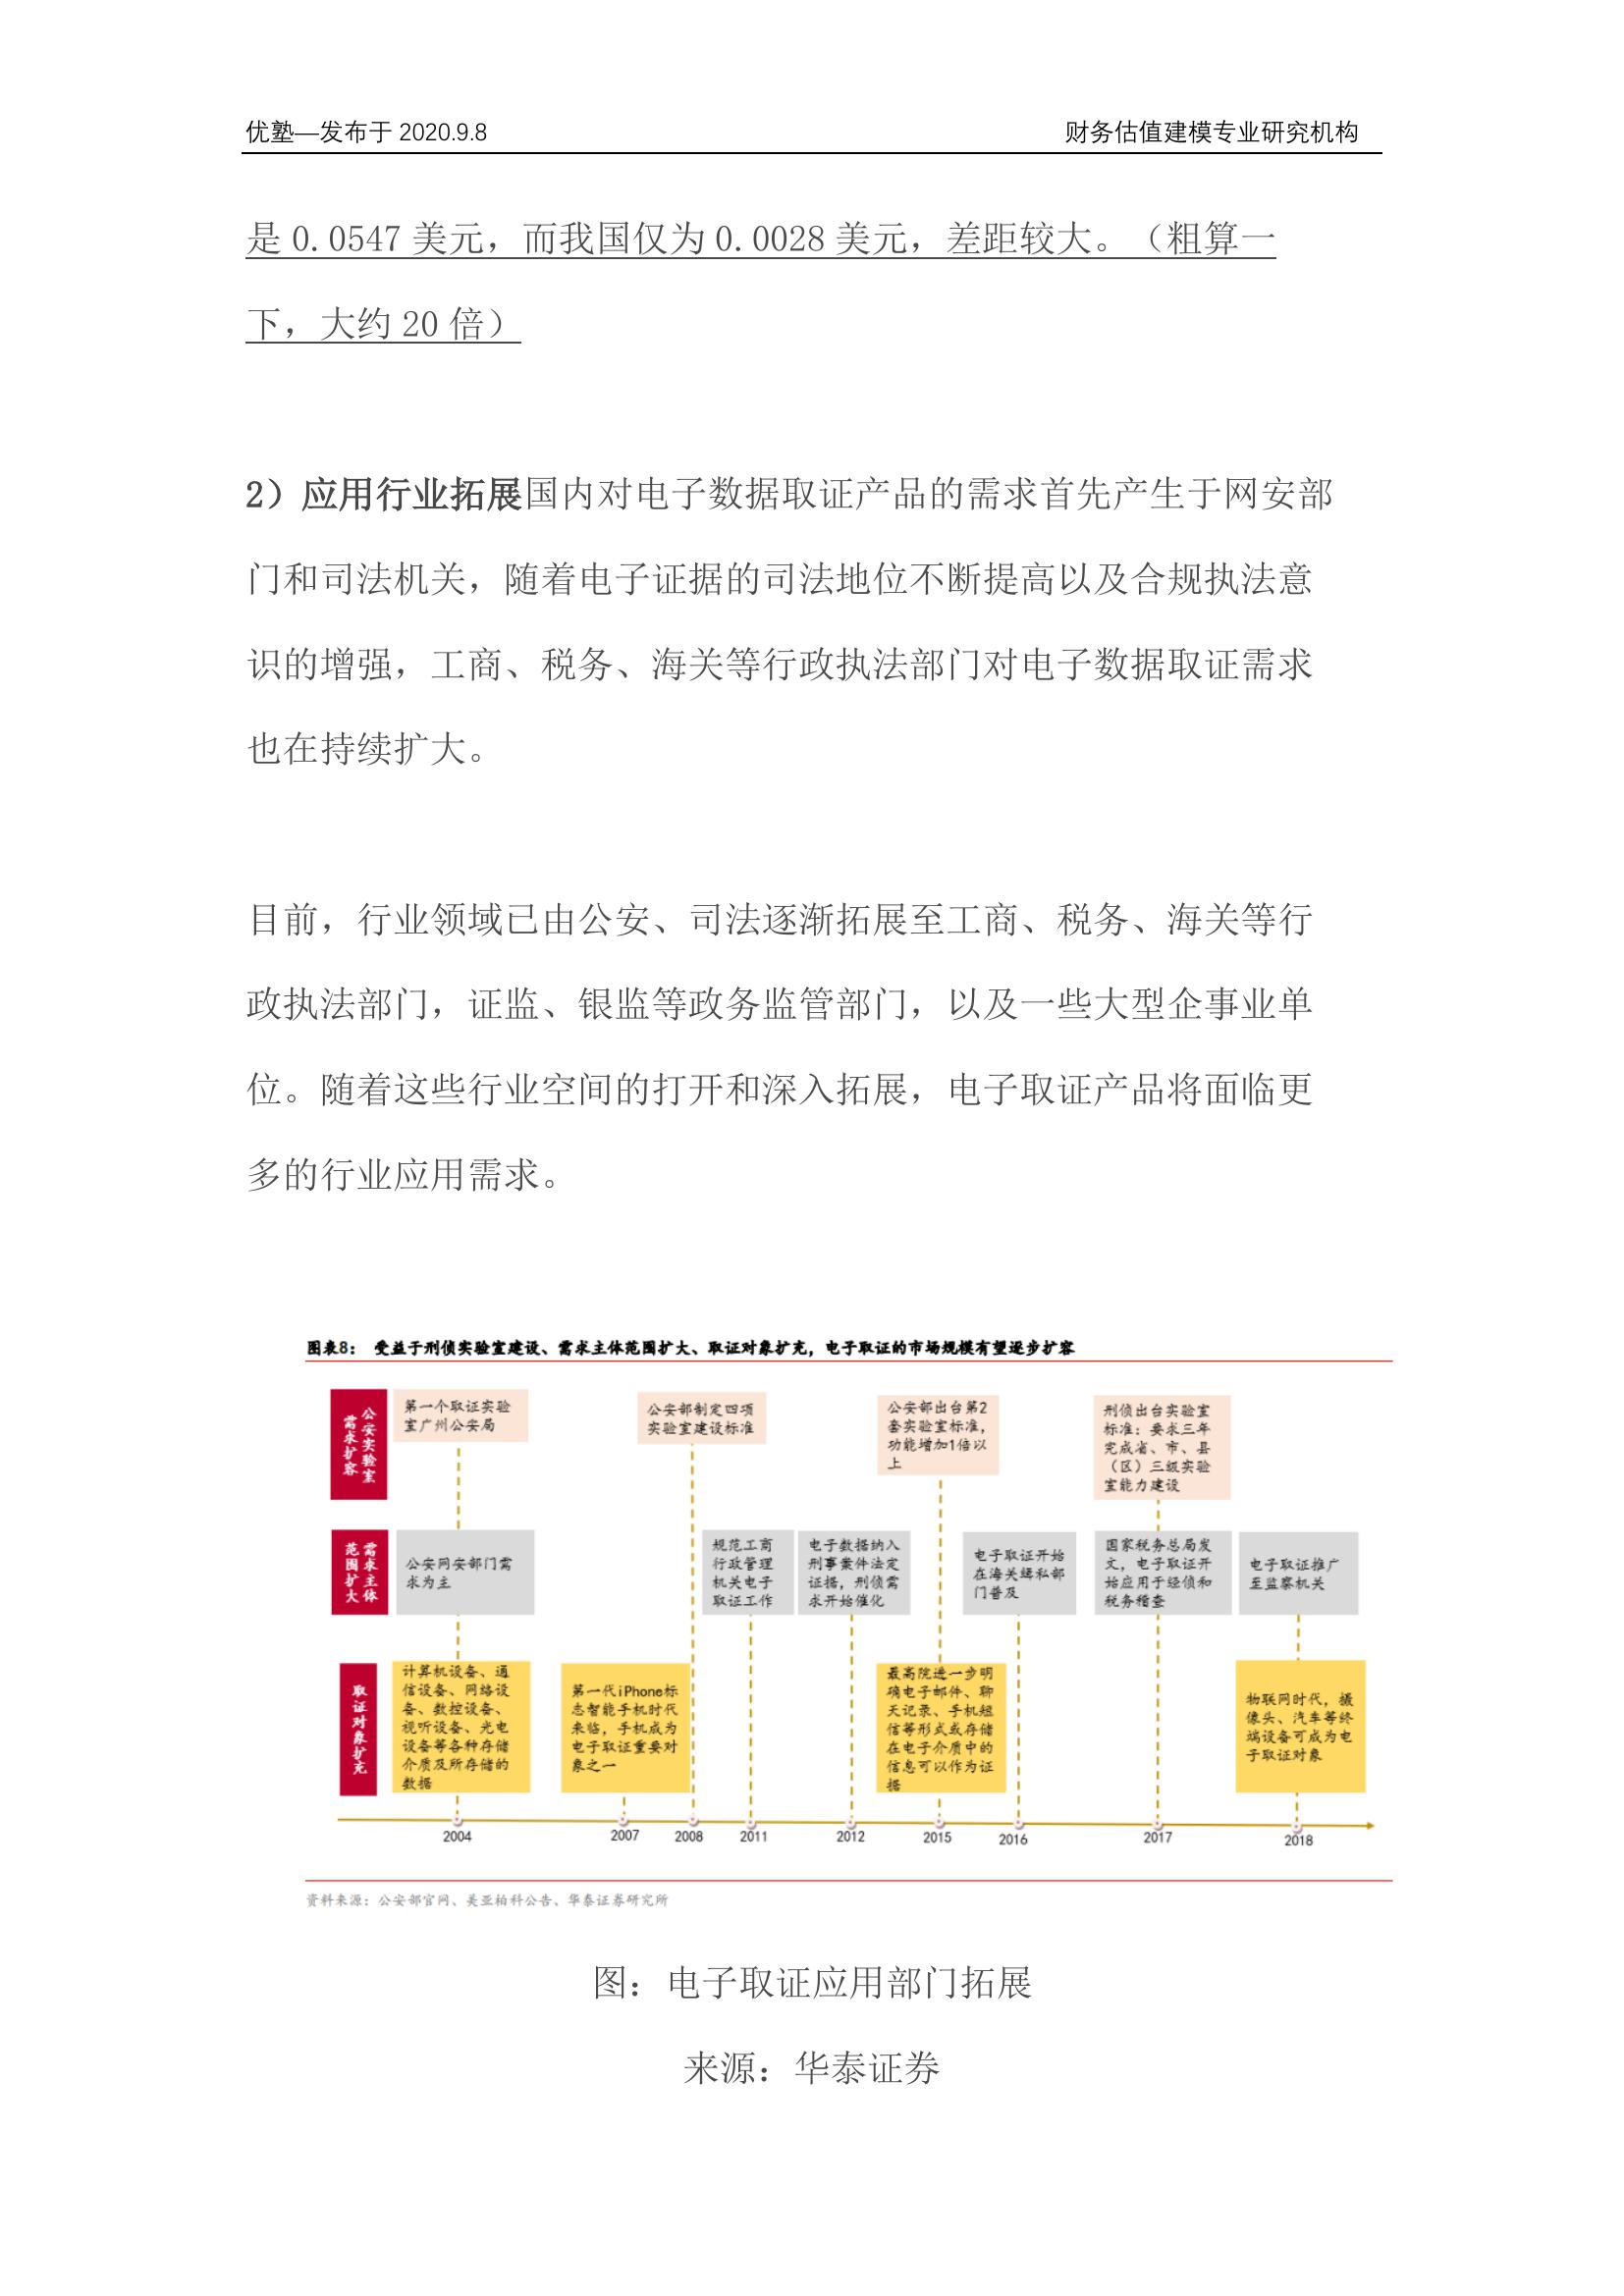 优塾—发布于 2020.9.8
财务估值建模专业研究机构
是 0.0547 美元，而我国仅为 0.0028 美元，差距较大。（粗算一
下，大约 20 倍）
2）应用行业拓展国内对电子数据取证产品的需求首先产生于网安部
门和司法机关，随着电子证据的司法地位不断提高以及合规执法意
识的增强，工商、税务、海关等行政执法部门对电子数据取证需求
也在持续扩大。
目前，行业领域已由公安、司法逐渐拓展至工商、税务、海关等行
政执法部门，证监、银监等政务监管部门，以及一些大型企事业单
位。随着这些行业空间的打开和深入拓展，电子取证产品将面临更
多的行业应用需求。
图表8： 受益于刑侦实验室建设、需求主体范围扩大、取证对象扩充，电子取证的市场规模有望逐步扩容
公安实验室
需求扩容
第一个取证实验
室广州公安局
公安部制定四项
实验室建设标准
公安部出台第2
套实验室标准，
功能增加1倍以
上
刑侦出台实验室
标准：要求三年
完成省、市、县
（区）三级实验
室能力建设
需求主体
范围扩大
公安网安部门需
求为主
规范工商
行政管理
机关电子
取证工作
电子数据纳入
刑事案件法定
证据，刑侦需
求开始催化
电子取证开始
在海关缉私部
门普及
国家税务总局发
文，电子取证开
始应用于经侦和
税务稽查
电子取证推广
至监察机关
取证对象扩充
计算机设备、通
信设备、网络设
备、数控设备、
视听设备、光电
设备等各种存储
介质及所存储的
数据
第一代iPhone标
志智能手机时代
来临，手机成为
电子取证重要对
象之一
最高院进一步明
确电子邮件、聊
天记录、手机短
信等形式或存储
在电子介质中的
信息可以作为证
据
物联网时代，摄
像头、汽车等终
端设备可成为电
子取证对象
2004
2007
2008
2011
2012
2015
2016
2017
2018
资料来源：公安部官网、美亚柏科公告、华泰证券研究所
图：电子取证应用部门拓展
来源：华泰证券